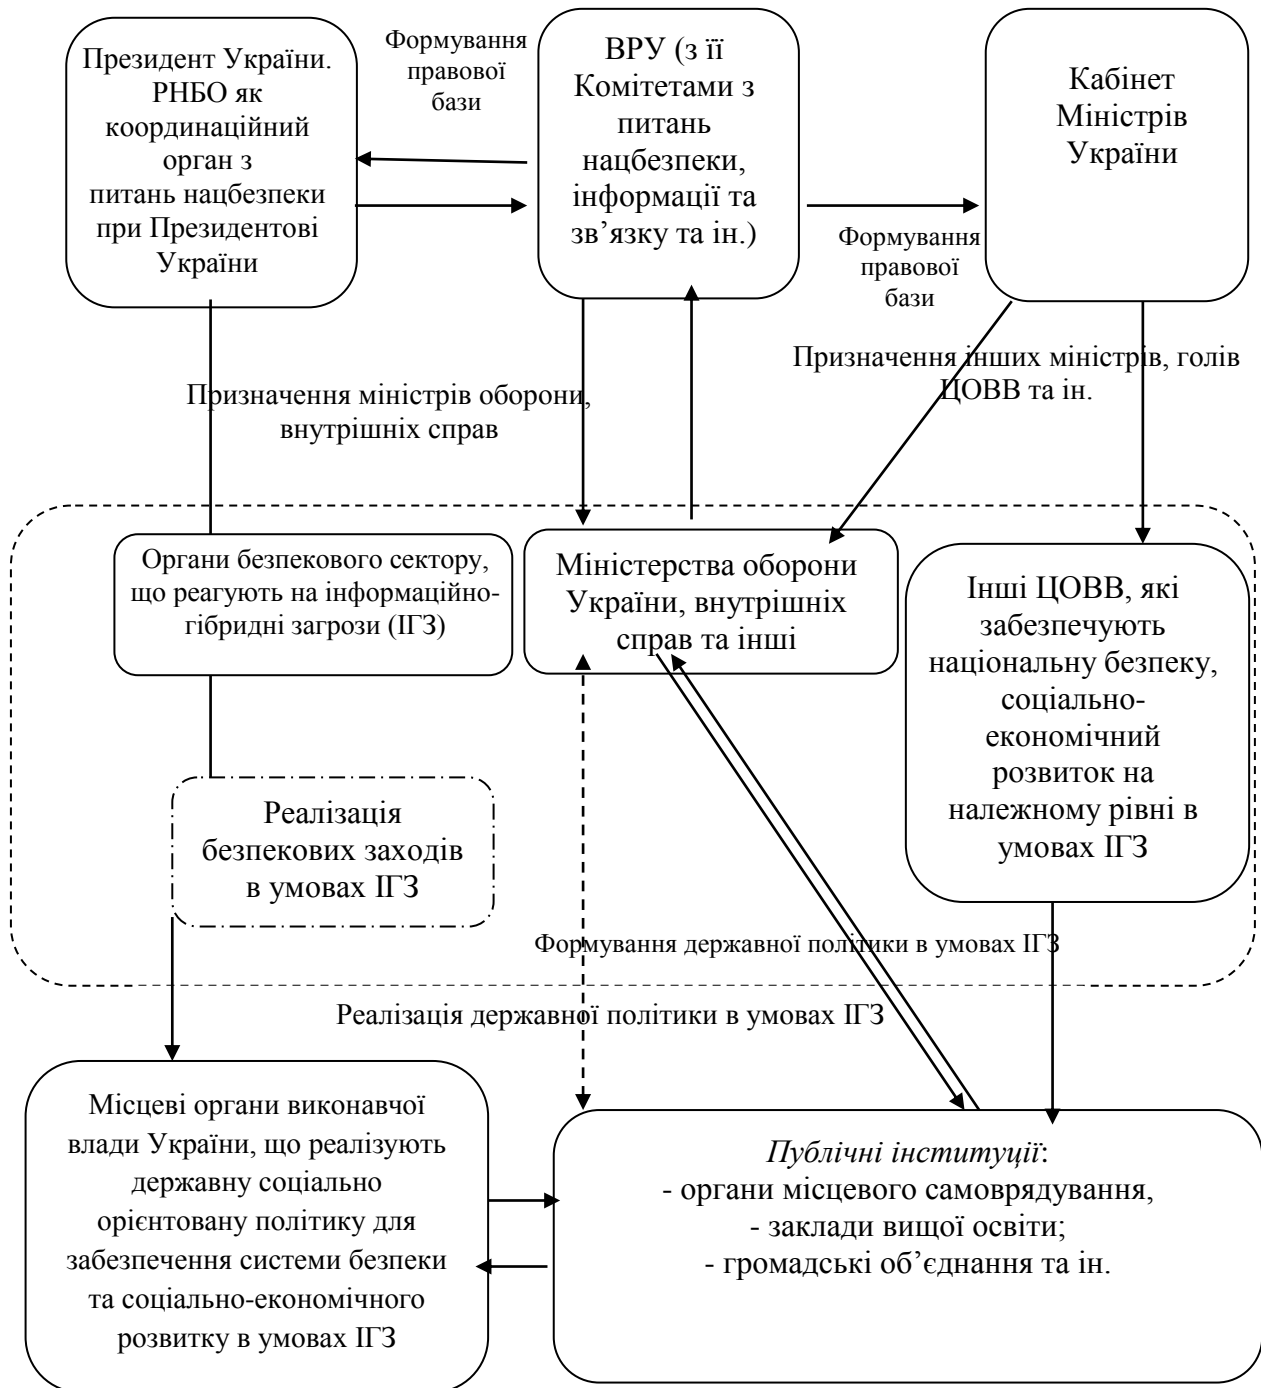 Президент України.
РНБО як
координаційний
орган з
питань нацбезпеки
при Президентові
України
Формування
правової
бази
ВРУ (з її
Комітетами з
питань
нацбезпеки,
інформації та
зв’язку та ін.)
Формування
правової
бази
Кабінет
Міністрів
України
Призначення міністрів оборони,
внутрішніх справ
Призначення інших міністрів, голів
ЦОВВ та ін.
Органи безпекового сектору,
що реагують на інформаційно-
гібридні загрози (ІГЗ)
Міністерства оборони
України, внутрішніх
справ та інші
Інші ЦОВВ, які
забезпечують
національну безпеку,
соціально-
економічний
розвиток на
належному рівні в
умовах ІГЗ
Реалізація
безпекових заходів
в умовах ІГЗ
Формування державної політики в умовах ІГЗ
Реалізація державної політики в умовах ІГЗ
Місцеві органи виконавчої
влади України, що реалізують
державну соціально
орієнтовану політику для
забезпечення системи безпеки
та соціально-економічного
розвитку в умовах ІГЗ
Публічні інституції:
- органи місцевого самоврядування,
- заклади вищої освіти;
- громадські об’єднання та ін.